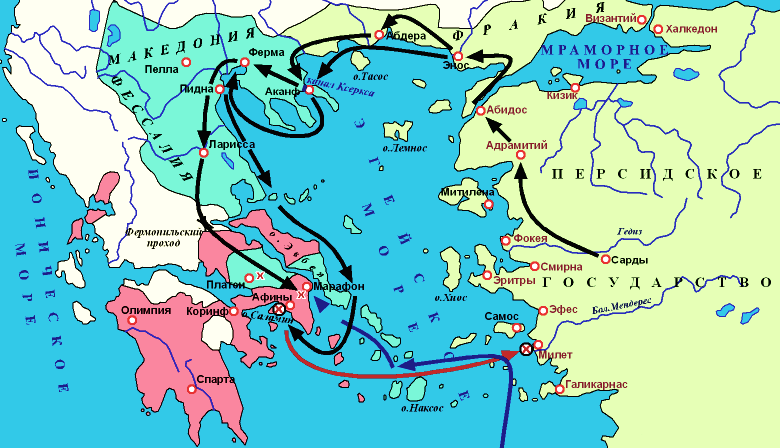 Ф Р А К И Я
Византий
Халкедон
МАКЕДОНИЯ
Ферма
Абдера
Энос
МРАМОРНОЕ
МОРЕ
Пелла
о.Тасос
Пидна
Аканф
канал Ксеркса
Кизик
Абидос
ФЕССАЛИЯ
Ларисса
о.Лемнос
Адрамитий
ЭГЕЙСКОЕ
МОРЕ
ПЕРСИДСКОЕ
ГОСУДАРСТВО
Митилена
ИОНИЧЕСКОЕ
МОРЕ
Фермопильский
проход
о. Эвбея
Фокея
Гедиз
Сарды
Смирна
Эритры
о.Хиос
Платеи
Х
Марафон
Х
Афины
о.Саламин
Коринф
Олимпия
Самос
Эфес
Бол.Мендерес
Милет
Спарта
о.Наксос
Галикарнас